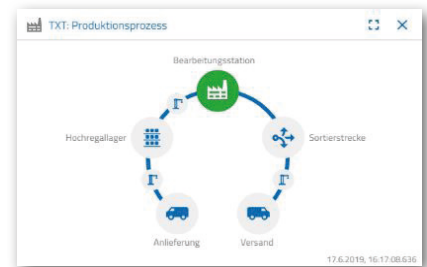 TXT: Produktionsprozess
Bearbeitungsstation
Hochregallager
Sortierstrecke
Anlieferung
Versand
17.6.2019, 16:17:08.636